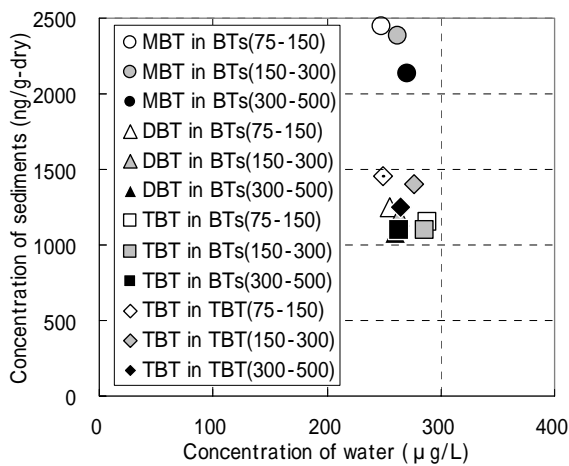 Concentration of sediments (ng/g-dry)
2500
2000
1500
1000
500
0
MBT in BTs(75-150)
MBT in BTs(150-300)
MBT in BTs(300-500)
DBT in BTs(75-150)
DBT in BTs(150-300)
DBT in BTs(300-500)
TBT in BTs(75-150)
TBT in BTs(150-300)
TBT in BTs(300-500)
TBT in TBT(75-150)
TBT in TBT(150-300)
TBT in TBT(300-500)
0 100 200 300 400
Concentration of water ( μ g/L)